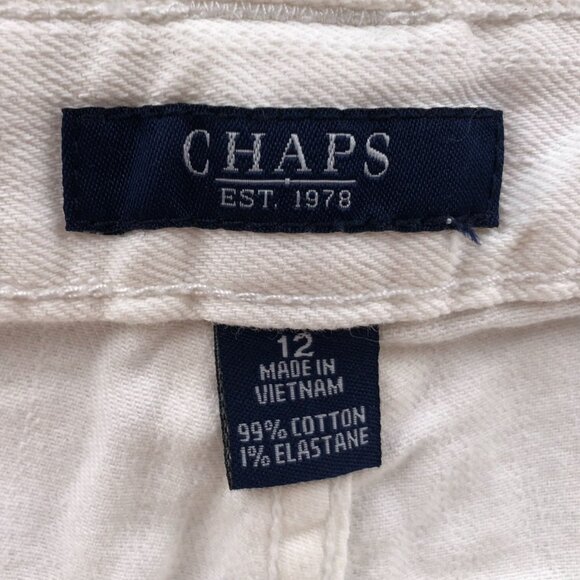 CHAPS
EST. 1978
12
MADE IN
VIETNAM
99% COTTON
1% ELASTANE